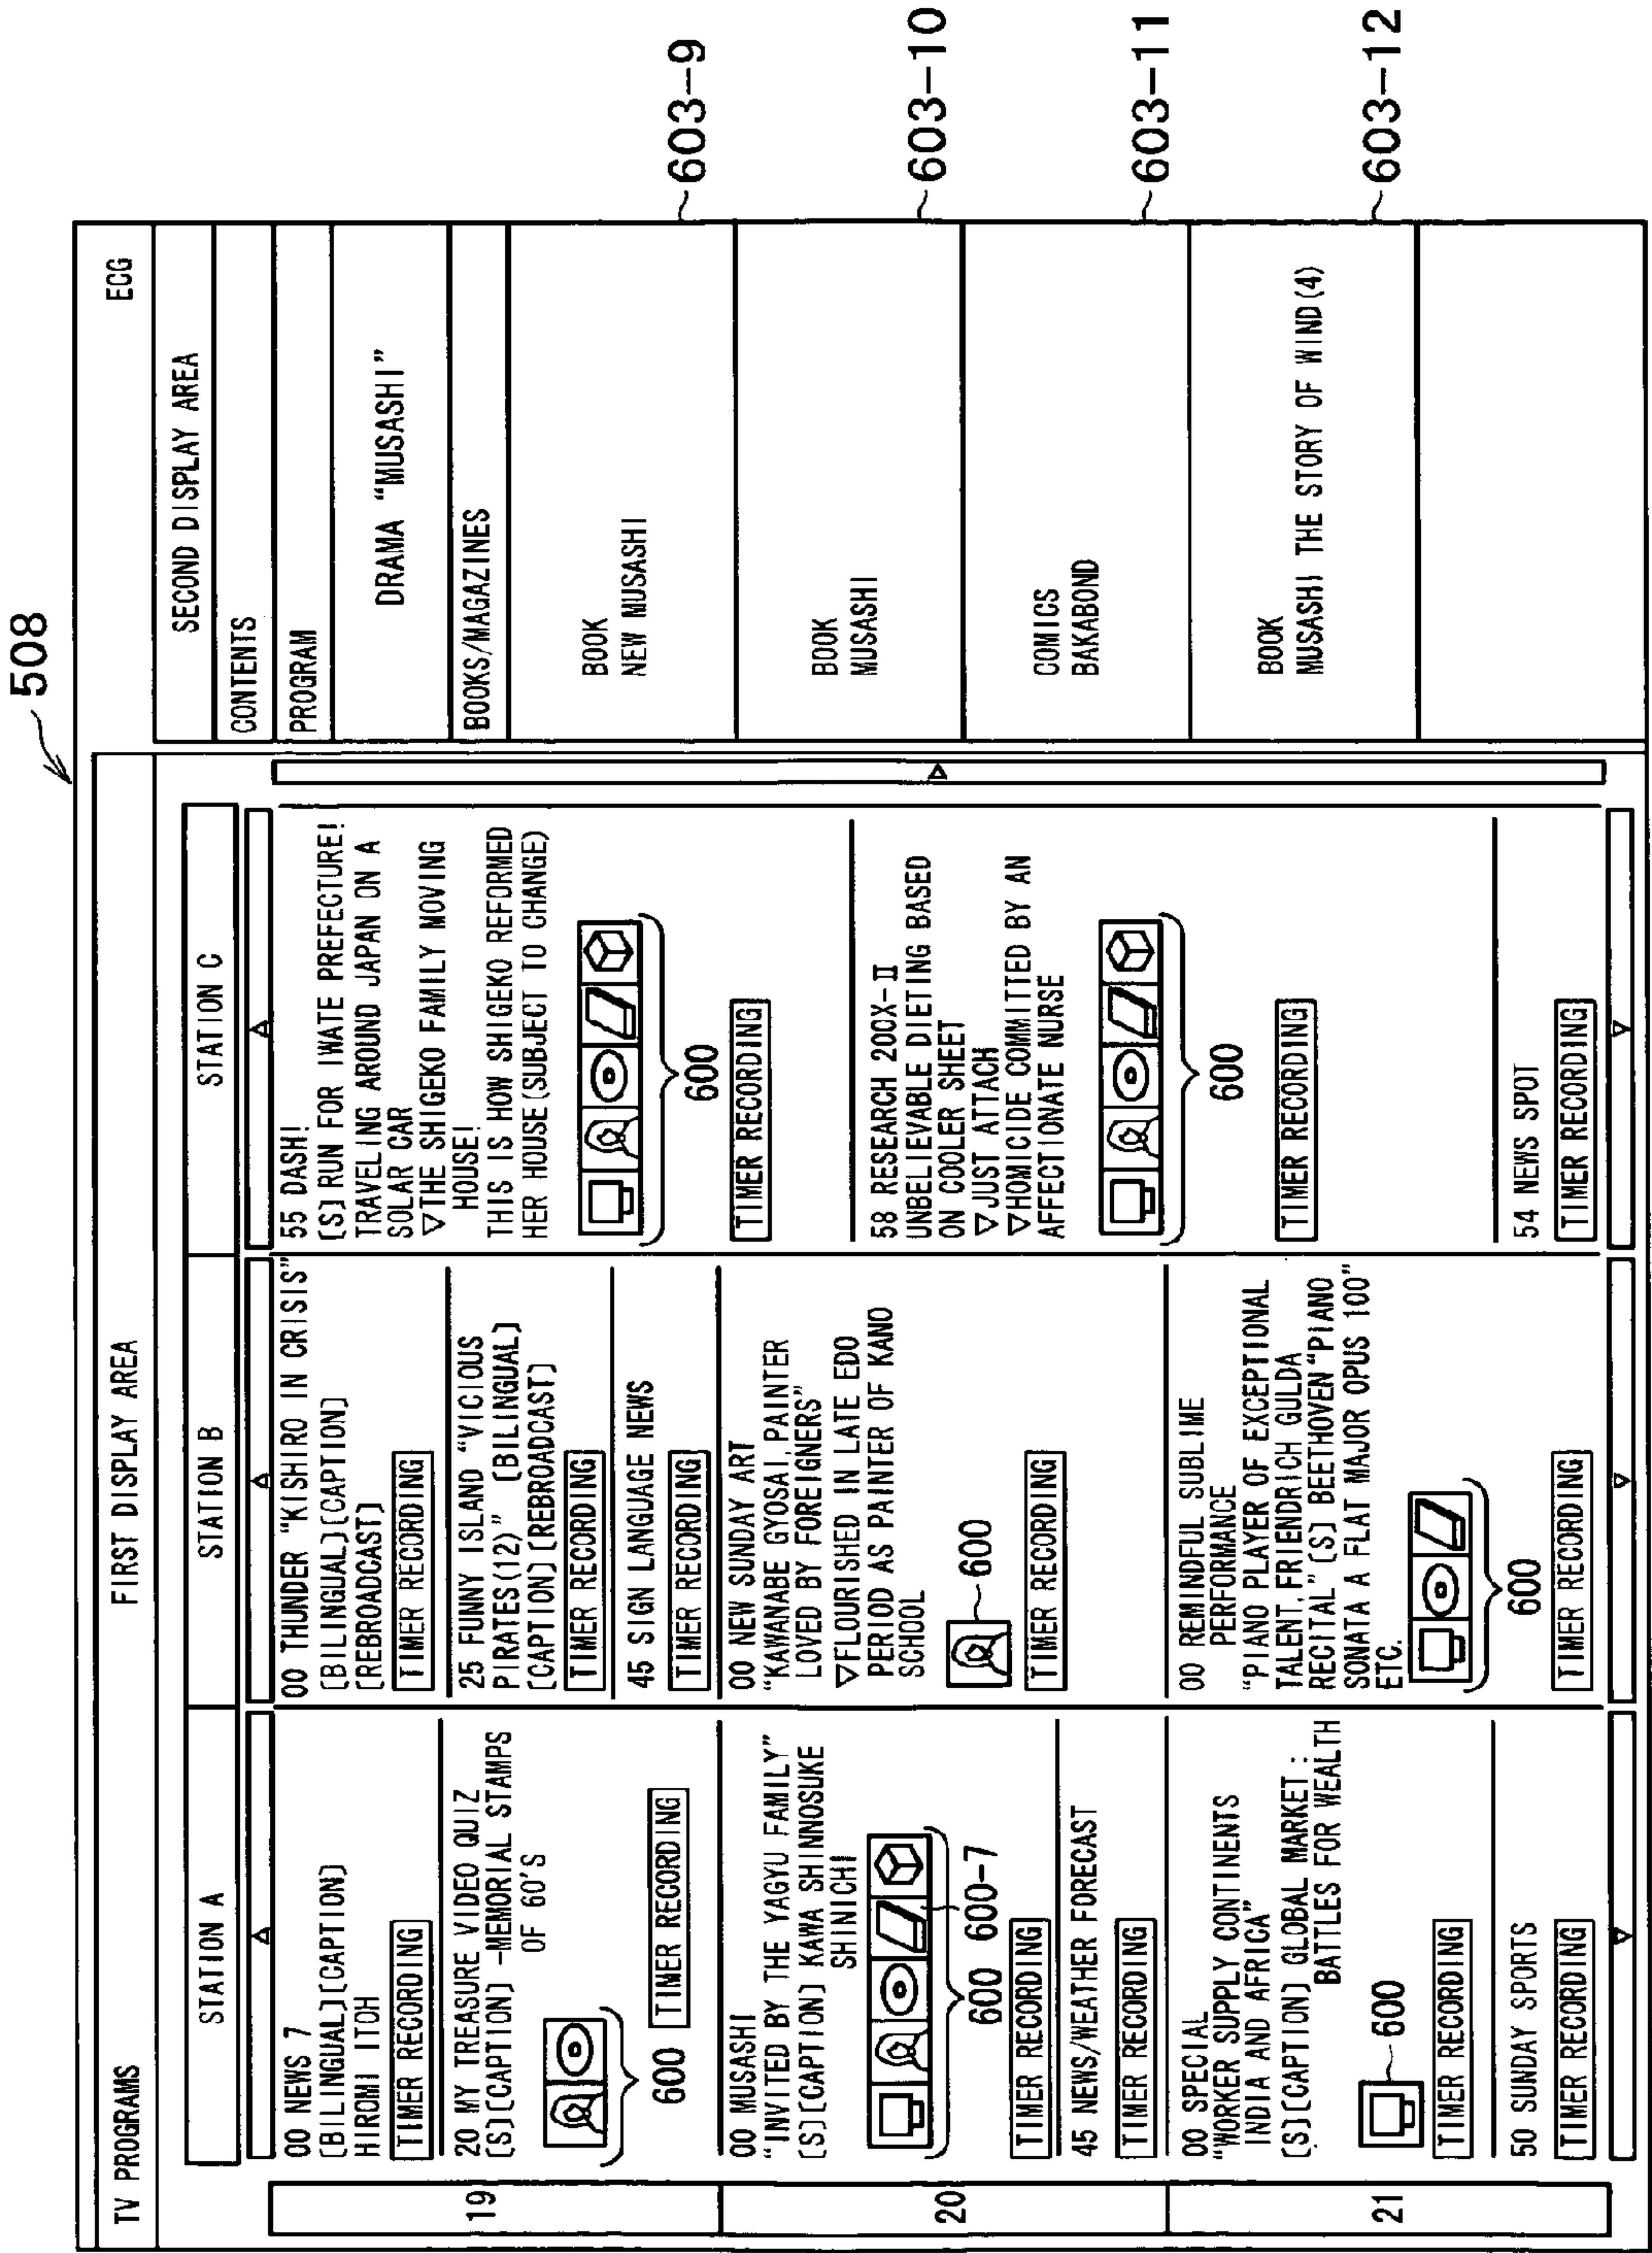 508
TV PROGRAMS
ECG
FIRST DISPLAY AREA
STATION A
STATION B
STATION C
19
20
21
00 NEWS 7
[BILINGUAL][CAPTION]
HIROMI ITOH
TIMER RECORDING
20 MY TREASURE VIDEO QUIZ
[S][CAPTION] -MEMORIAL STAMPS
OF 60'S
600
TIMER RECORDING
00 MUSASHI
"INVITED BY THE YAGYU FAMILY"
[S][CAPTION] KAWA SHINNOSUKE
SHINICHI
600 600-7
TIMER RECORDING
45 NEWS/WEATHER FORECAST
TIMER RECORDING
00 SPECIAL
"WORKER SUPPLY CONTINENTS
INDIA AND AFRICA"
[S][CAPTION] GLOBAL MARKET:
BATTLES FOR WEALTH
600
TIMER RECORDING
50 SUNDAY SPORTS
TIMER RECORDING
00 THUNDER "KISHIRO IN CRISIS"
[BILINGUAL][CAPTION]
[REBROADCAST]
TIMER RECORDING
25 FUNNY ISLAND "VICIOUS
PIRATES(12)" [BILINGUAL]
[CAPTION][REBROADCAST]
TIMER RECORDING
45 SIGN LANGUAGE NEWS
TIMER RECORDING
00 NEW SUNDAY ART
"KAWANABE GYOSAI, PAINTER
LOVED BY FOREIGNERS"
▽FLOURISHED IN LATE EDO
PERIOD AS PAINTER OF KANO
SCHOOL
600
TIMER RECORDING
00 REMINDFUL SUBLIME
PERFORMANCE
"PIANO PLAYER OF EXCEPTIONAL
TALENT, FRIENDRICH GULDA
RECITAL" [S] BEETHOVEN "PIANO
SONATA A FLAT MAJOR OPUS 100"
ETC.
600
TIMER RECORDING
55 DASH!
[S] RUN FOR IWATE PREFECTURE!
TRAVELING AROUND JAPAN ON A
SOLAR CAR
▽THE SHIGEKO FAMILY MOVING
HOUSE!
THIS IS HOW SHIGEKO REFORMED
HER HOUSE(SUBJECT TO CHANGE)
600
TIMER RECORDING
58 RESEARCH 200X-II
UNBELIEVABLE DIETING BASED
ON COOLER SHEET
▽JUST ATTACH
▽HOMICIDE COMMITTED BY AN
AFFECTIONATE NURSE
600
TIMER RECORDING
54 NEWS SPOT
TIMER RECORDING
SECOND DISPLAY AREA
CONTENTS
PROGRAM
DRAMA "MUSASHI"
BOOKS/MAGAZINES
BOOK
NEW MUSASHI
603-9
BOOK
MUSASHI
603-10
COMICS
BAKABOND
603-11
BOOK
MUSASHI THE STORY OF WIND(4)
603-12